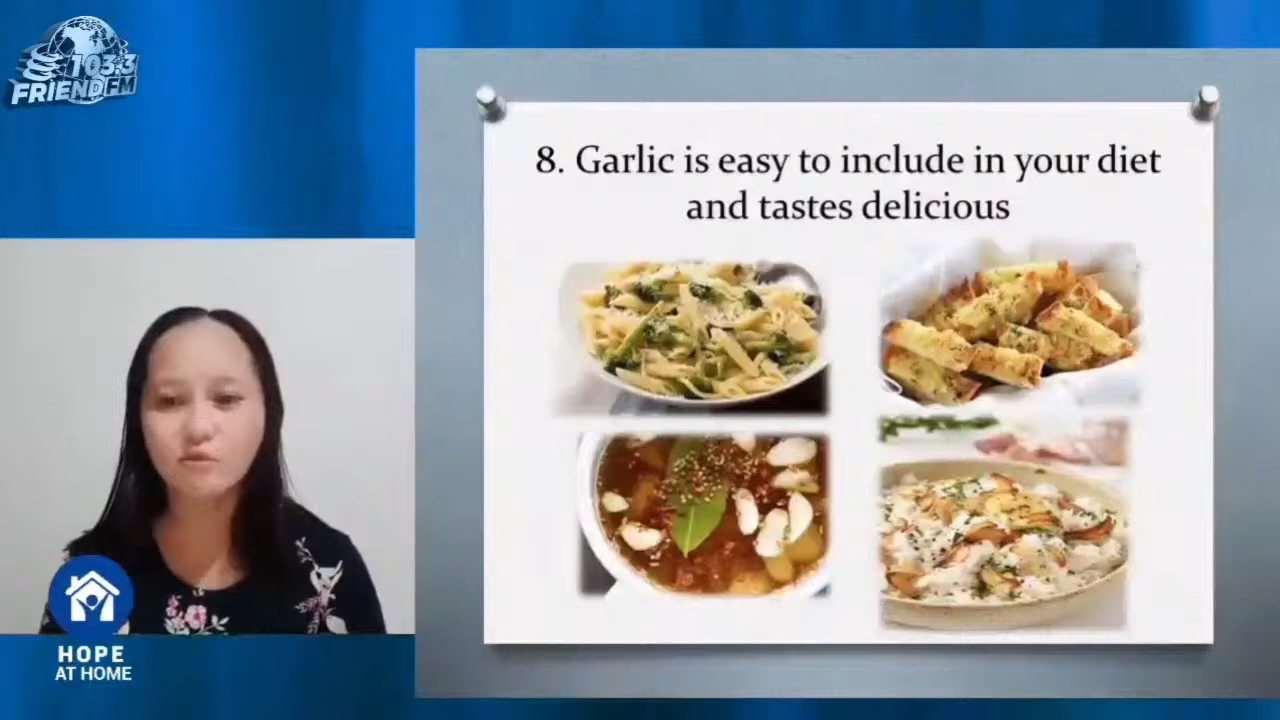 103.3
FRIEND FM
8. Garlic is easy to include in your diet
and tastes delicious
HOPE
AT HOME